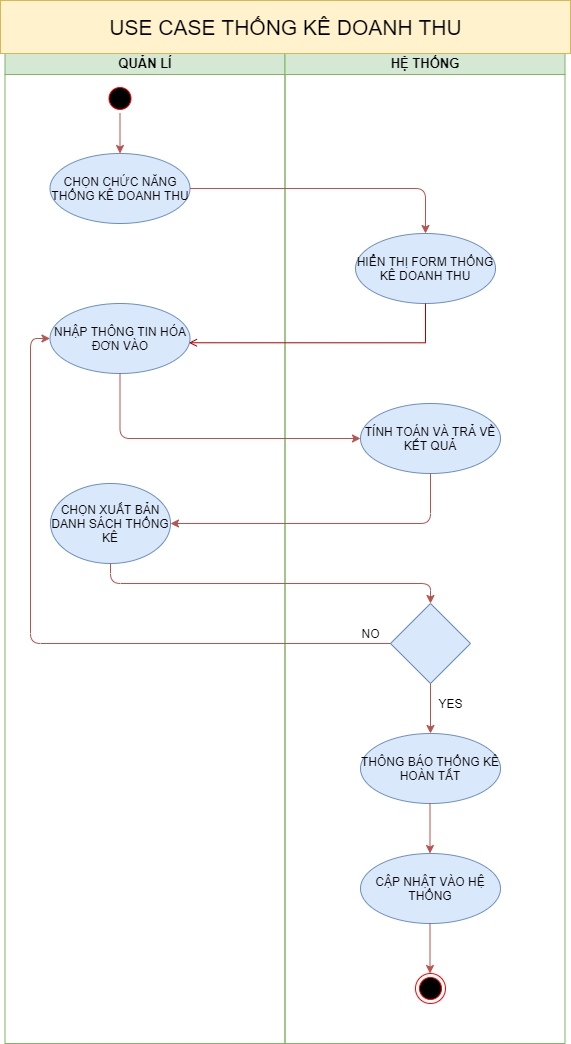 USE CASE THỐNG KÊ DOANH THU
QUẢN LÍ
HỆ THỐNG
CHỌN CHỨC NĂNG
THỐNG KÊ DOANH THU
HIỂN THỊ FORM THỐNG
KÊ DOANH THU
NHẬP THÔNG TIN HÓA
ĐƠN VÀO
TÍNH TOÁN VÀ TRẢ VỀ
KẾT QUẢ
CHỌN XUẤT BẢN
DANH SÁCH THỐNG
KÊ
NO
YES
THÔNG BÁO THỐNG KÊ
HOÀN TẤT
CẬP NHẬT VÀO HỆ
THỐNG